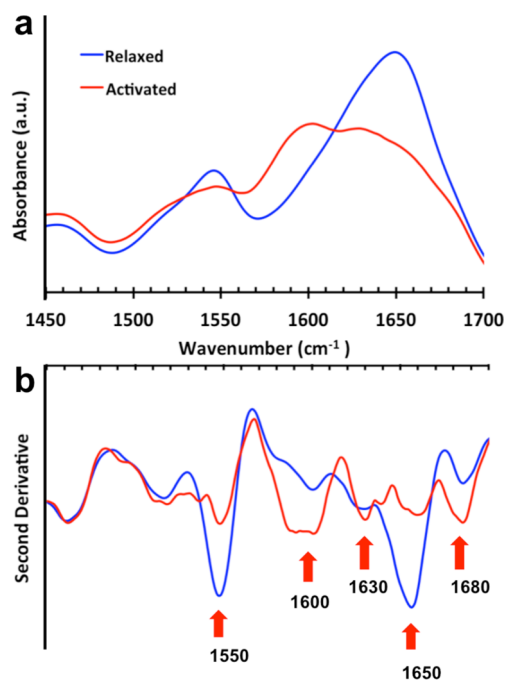 a
Relaxed
Activated
Absorbance (a.u.)
1450 1500 1550 1600 1650 1700
Wavenumber (cm-1 )
b
Second Derivative
1600
1630
1680
1550
1650